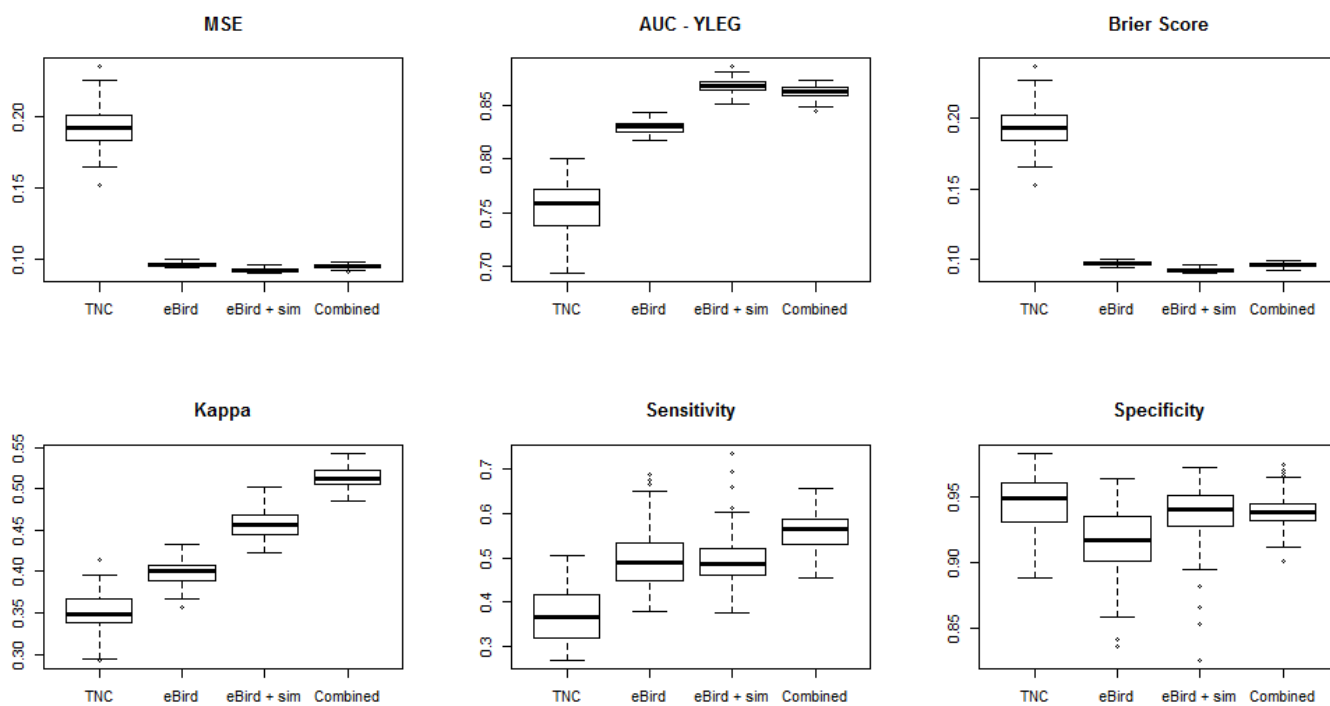 MSE
AUC - YLEG
Brier Score
0.20
0.15
0.10
TNC eBird eBird + sim Combined
0.85
0.80
0.75
0.70
TNC eBird eBird + sim Combined
0.20
0.15
0.10
TNC eBird eBird + sim Combined
Kappa
Sensitivity
Specificity
0.55
0.50
0.45
0.40
0.35
0.30
TNC eBird eBird + sim Combined
0.7
0.6
0.5
0.4
0.3
TNC eBird eBird + sim Combined
0.95
0.90
0.85
TNC eBird eBird + sim Combined